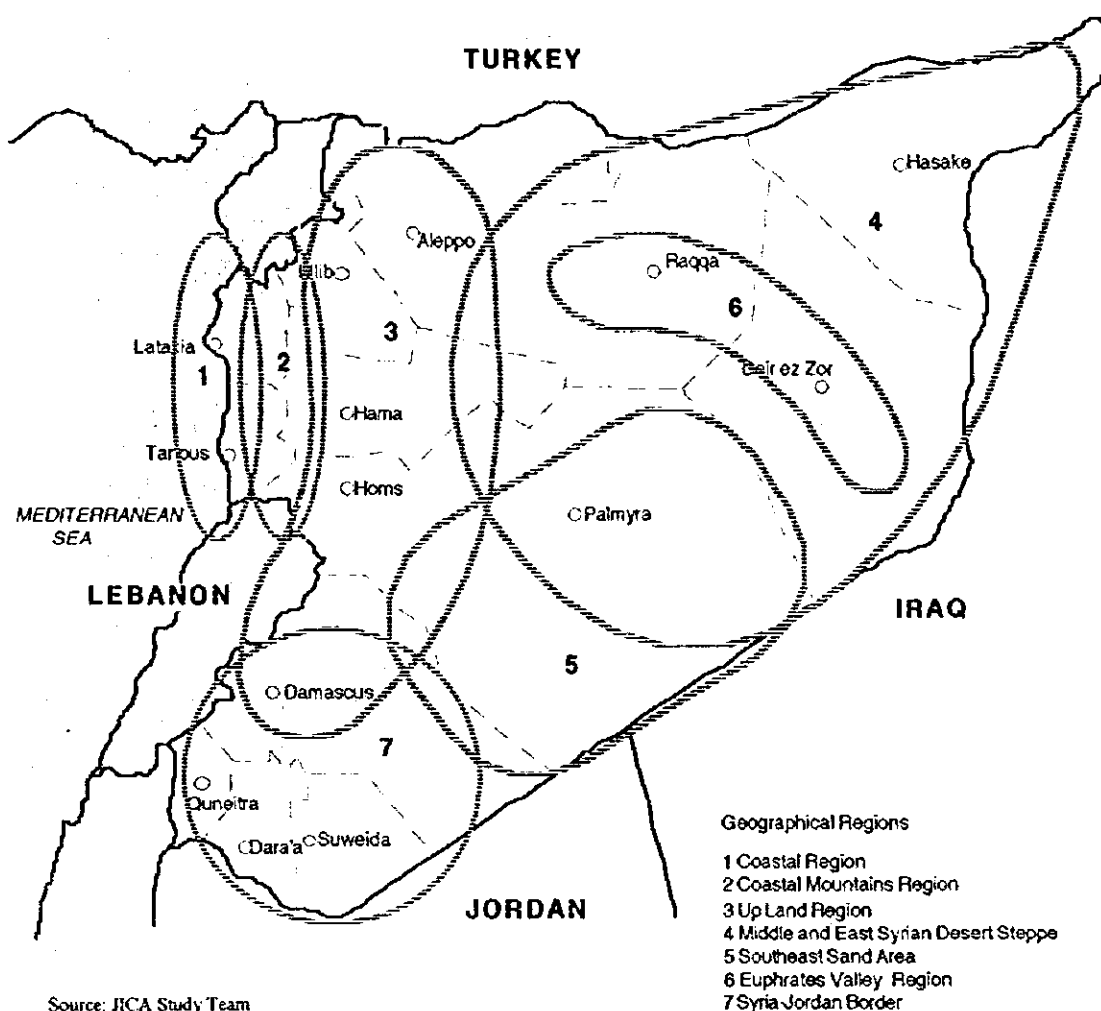 TURKEY
Hasake
4
Aleppo
Raqqa
Idlib
6
3
Latakia
2
1
Deir ez Zor
Hama
Tartous
Homs
Palmyra
MEDITERRANEAN
SEA
LEBANON
IRAQ
5
Damascus
7
Quneitra
Suweida
Dara'a
JORDAN
Geographical Regions
1 Coastal Region
2 Coastal Mountains Region
3 Up Land Region
4 Middle and East Syrian Desert Steppe
5 Southeast Sand Area
6 Euphrates Valley Region
7 Syria-Jordan Border
Source: JICA Study Team